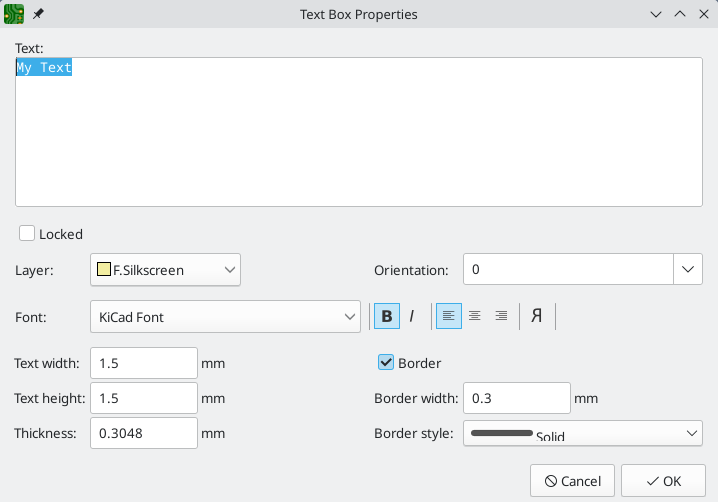 Text Box Properties
Text:
My Text
Locked
Layer: F.Silkscreen Orientation: 0
Font: KiCad Font B I Я
Text width: 1.5 mm Border
Text height: 1.5 mm Border width: 0.3 mm
Thickness: 0.3048 mm Border style: Solid
Cancel OK